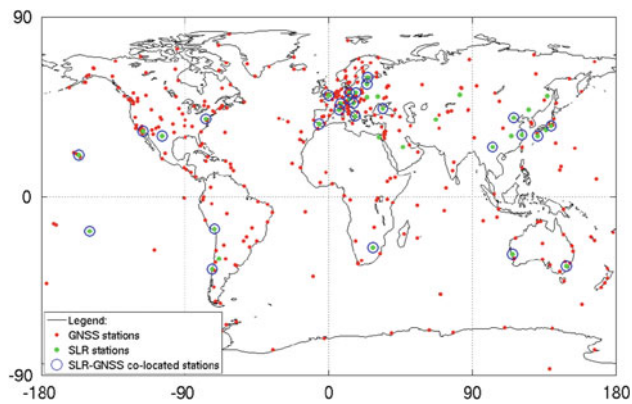 90
0
Legend:
GNSS stations
SLR stations
SLR-GNSS co-located stations
-90
-180 -90 0 90 180